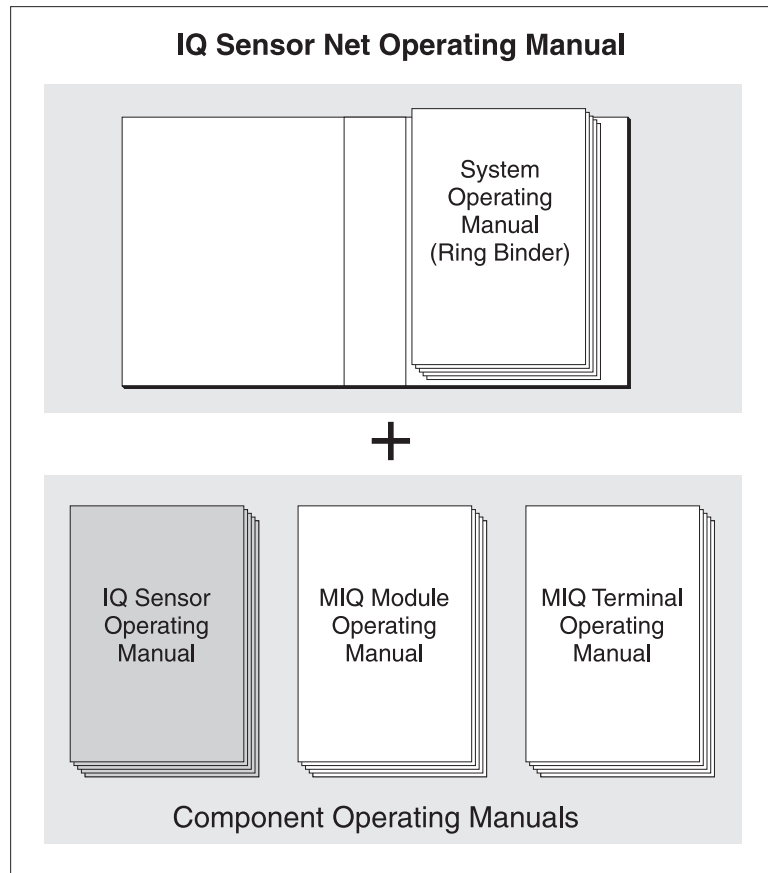 IQ Sensor Net Operating Manual
System
Operating
Manual
(Ring Binder)
+
IQ Sensor
Operating
Manual
MIQ Module
Operating
Manual
MIQ Terminal
Operating
Manual
Component Operating Manuals